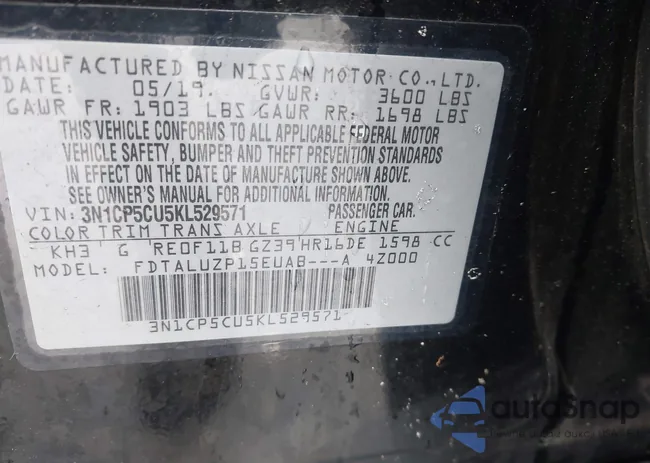 MANUFACTURED BY NISSAN MOTOR CO., LTD.
DATE: 05/19 GVWR: 3600 LBS
GAWR FR: 1903 LBS GAWR RR: 1698 LBS
THIS VEHICLE CONFORMS TO ALL APPLICABLE FEDERAL MOTOR
VEHICLE SAFETY, BUMPER AND THEFT PREVENTION STANDARDS
IN EFFECT ON THE DATE OF MANUFACTURE SHOWN ABOVE.
SEE OWNER'S MANUAL FOR ADDITIONAL INFORMATION.
VIN: 3N1CP5CU5KL529571 PASSENGER CAR.
COLOR TRIM TRANS AXLE ENGINE
KH3 G RE0F11B GZ39 HR16DE 1598 CC
MODEL: FDTALUZP15EUAB---A 4Z000
3N1CP5CU5KL529571
autoSnap